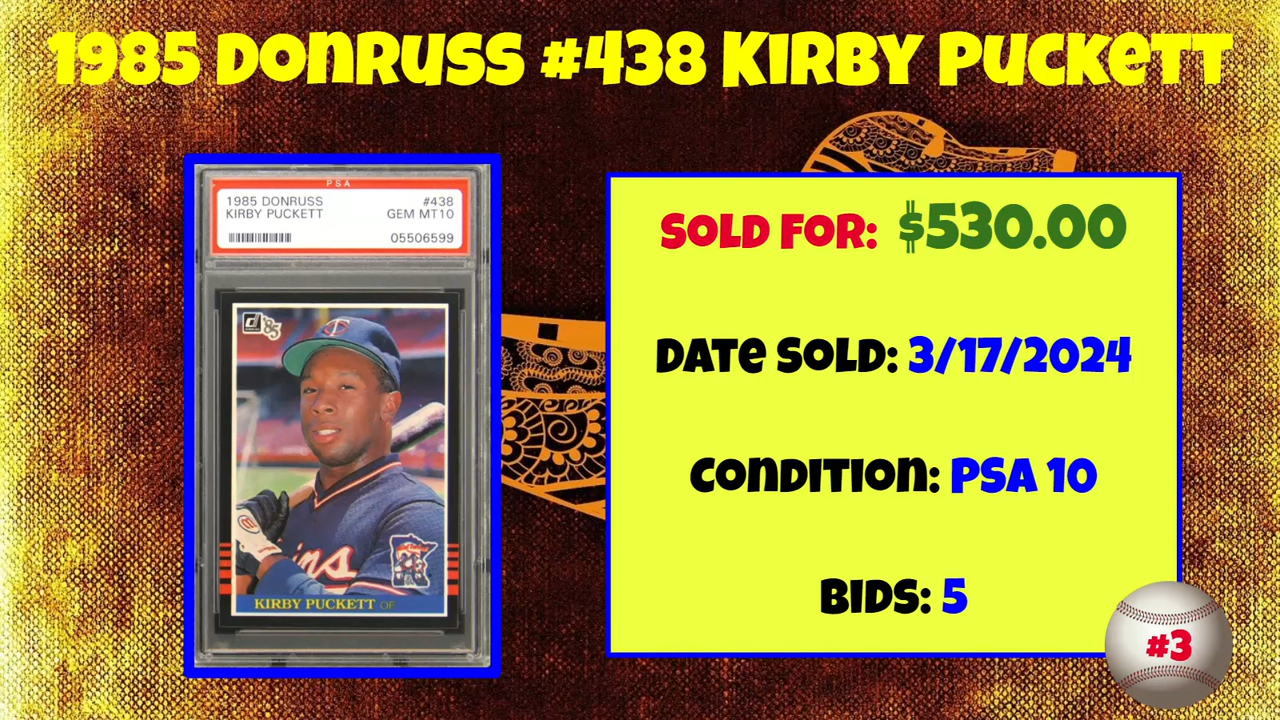 1985 DONRUSS #438 KIRBY PUCKETT
PSA
1985 DONRUSS #438
KIRBY PUCKETT GEM MT10
05506599
'85
KIRBY PUCKETT OF
SOLD FOR: $530.00
DATE SOLD: 3/17/2024
CONDITION: PSA 10
BIDS: 5
#3